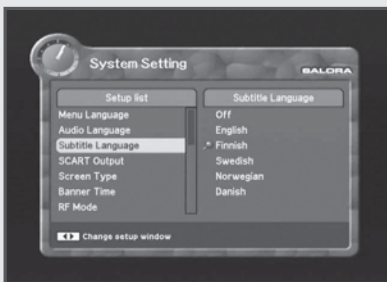 System Setting
BALORA
Setup list
Menu Language
Audio Language
Subtitle Language
SCART Output
Screen Type
Banner Time
RF Mode
Subtitle Language
Off
English
Finnish
Swedish
Norwegian
Danish
Change setup window